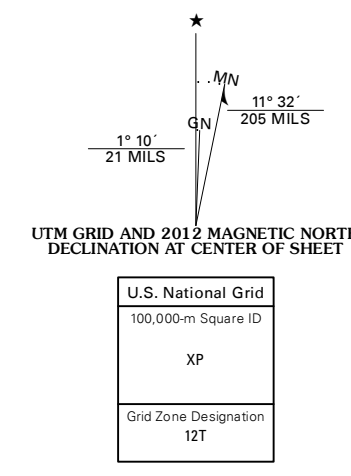 ★
MN
GN
11° 32´
205 MILS
1° 10´
21 MILS
UTM GRID AND 2012 MAGNETIC NORT
DECLINATION AT CENTER OF SHEET
U.S. National Grid
100,000-m Square ID
XP
Grid Zone Designation
12T